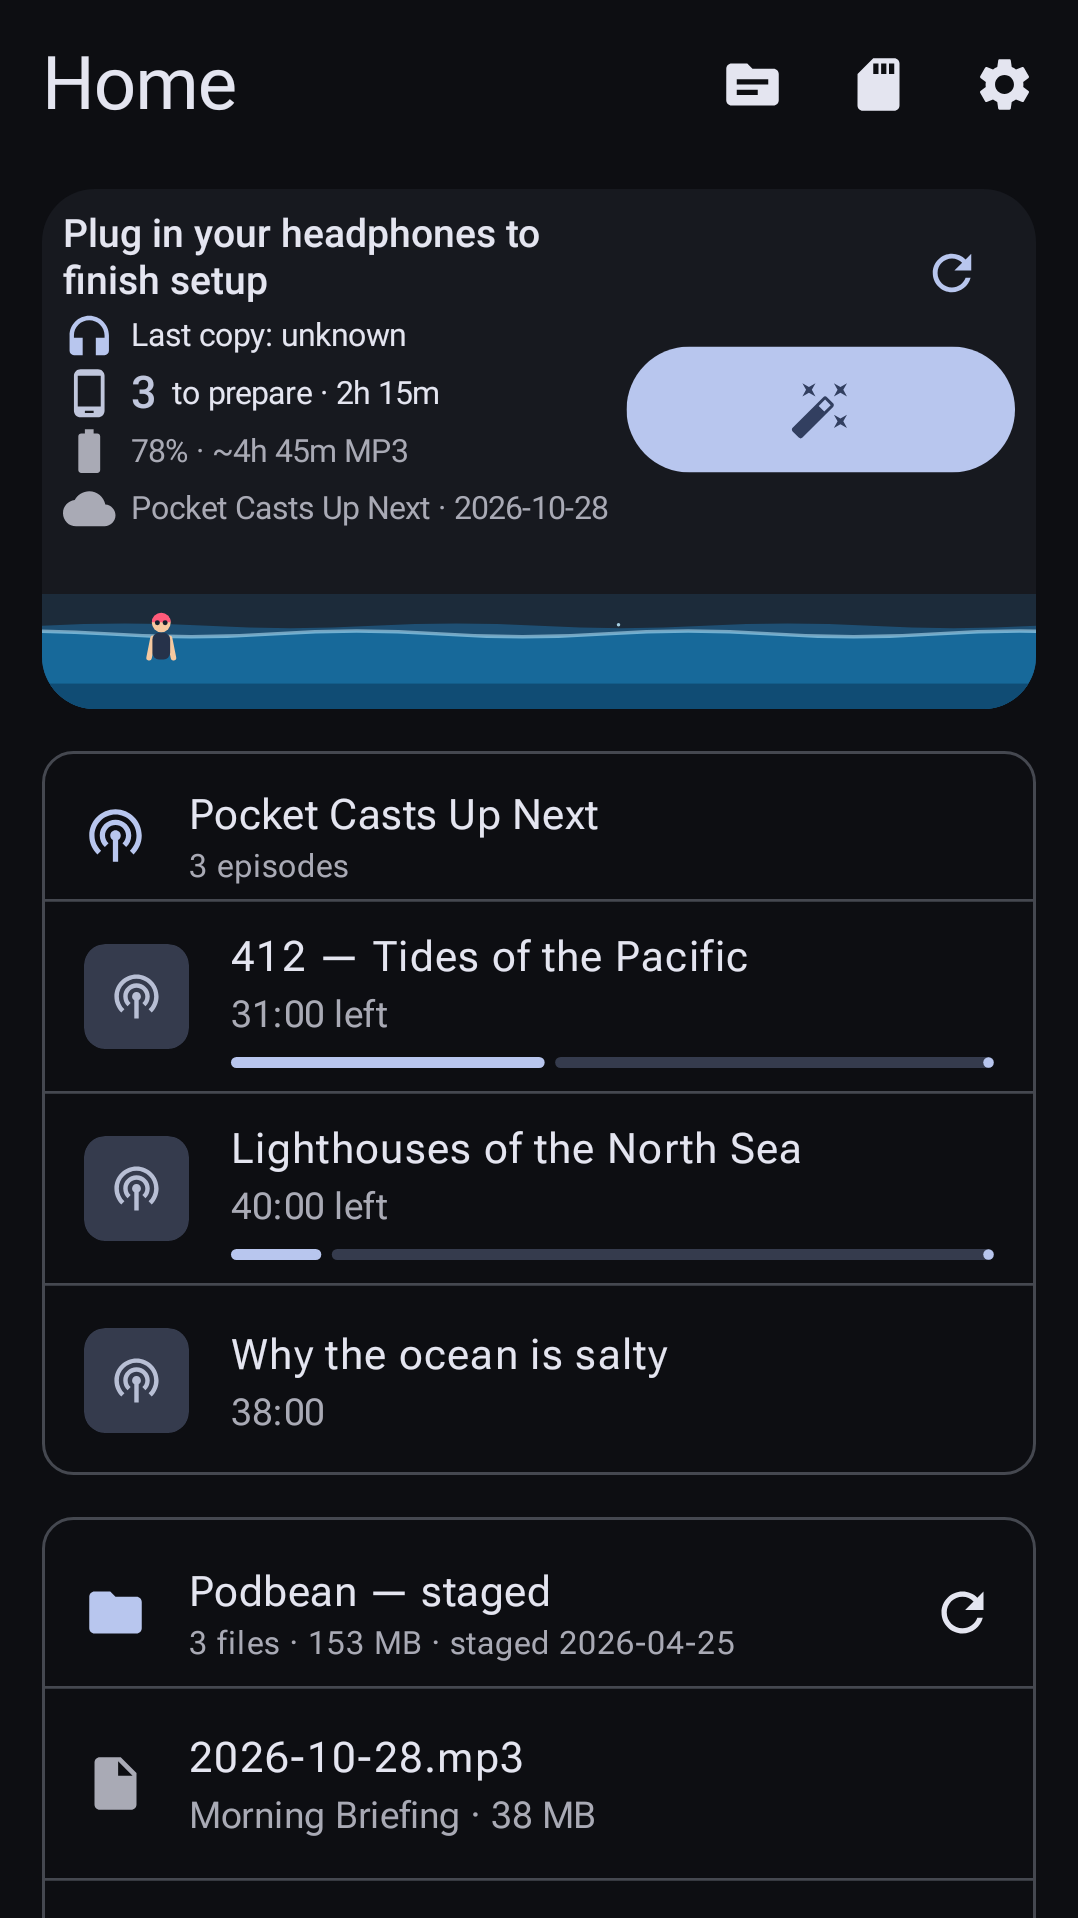 Home
Plug in your headphones to
finish setup
Last copy: unknown
3 to prepare · 2h 15m
78% · ~4h 45m MP3
Pocket Casts Up Next · 2026-10-28
Pocket Casts Up Next
3 episodes
412 — Tides of the Pacific
31:00 left
Lighthouses of the North Sea
40:00 left
Why the ocean is salty
38:00
Podbean — staged
3 files · 153 MB · staged 2026-04-25
2026-10-28.mp3
Morning Briefing · 38 MB